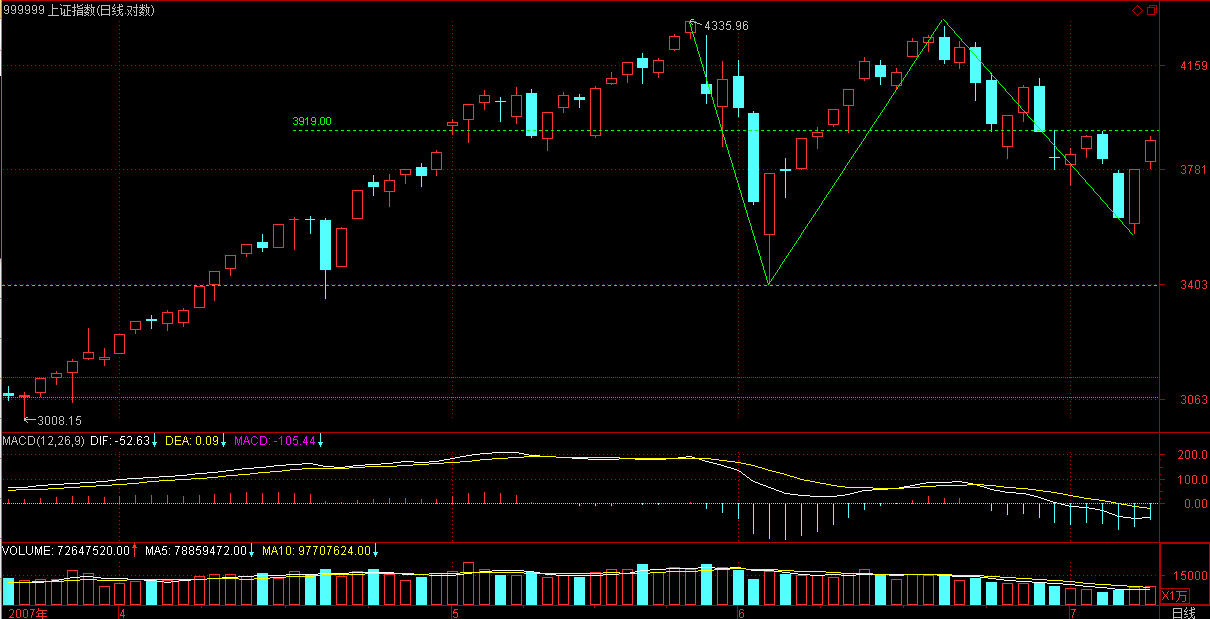 999999 上证指数(日线.对数)
4335.96
4159
3919.00
3781
3403
3063
←3008.15
MACD(12,26,9) DIF: -52.63↓ DEA: 0.09↓ MACD: -105.44↓
200.0
100.0
0.00
VOLUME: 72647520.00↑ MA5: 78859472.00↓ MA10: 97707624.00↓
15000
X1万
2007年 4 5 6 7 日线